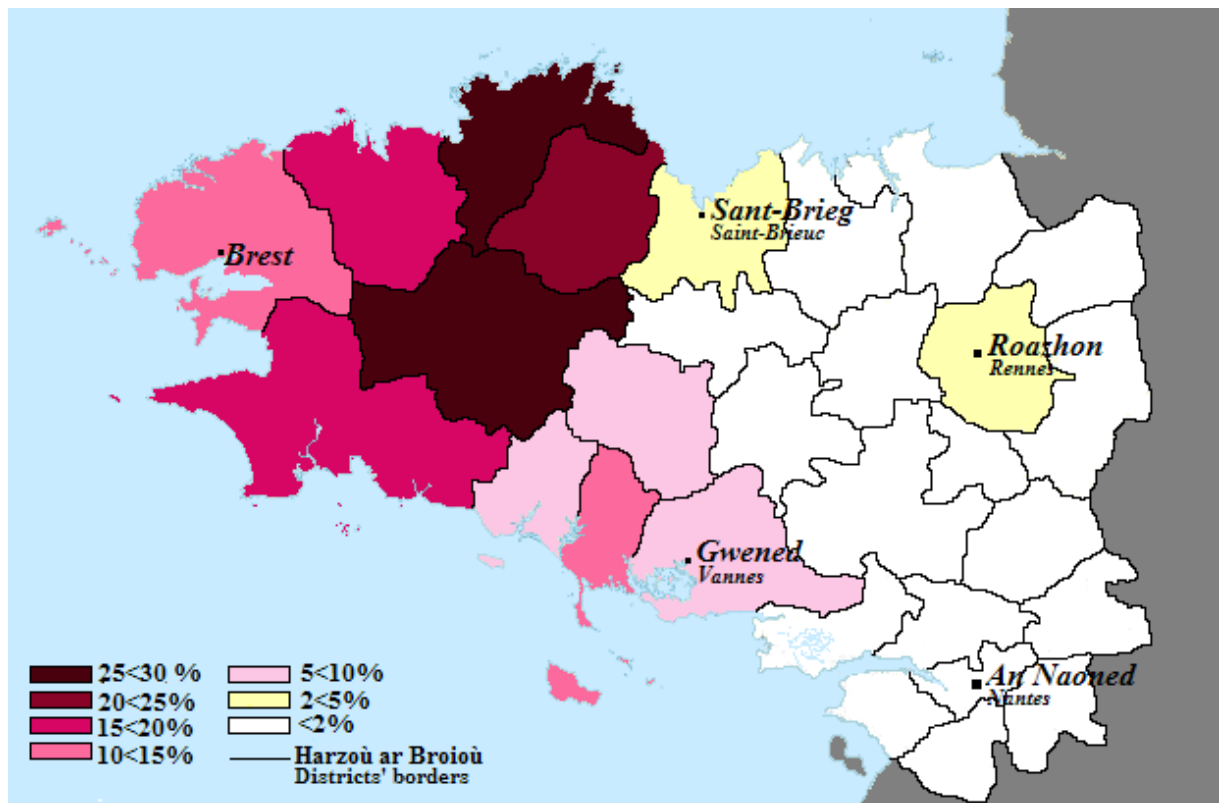 Sant-Brieg
Saint-Brieuc
Brest
Roazhon
Rennes
Gwened
Vannes
An Naoned
Nantes
25<30 %
20<25%
15<20%
10<15%
5<10%
2<5%
<2%
Harzoù ar Broioù
Districts' borders